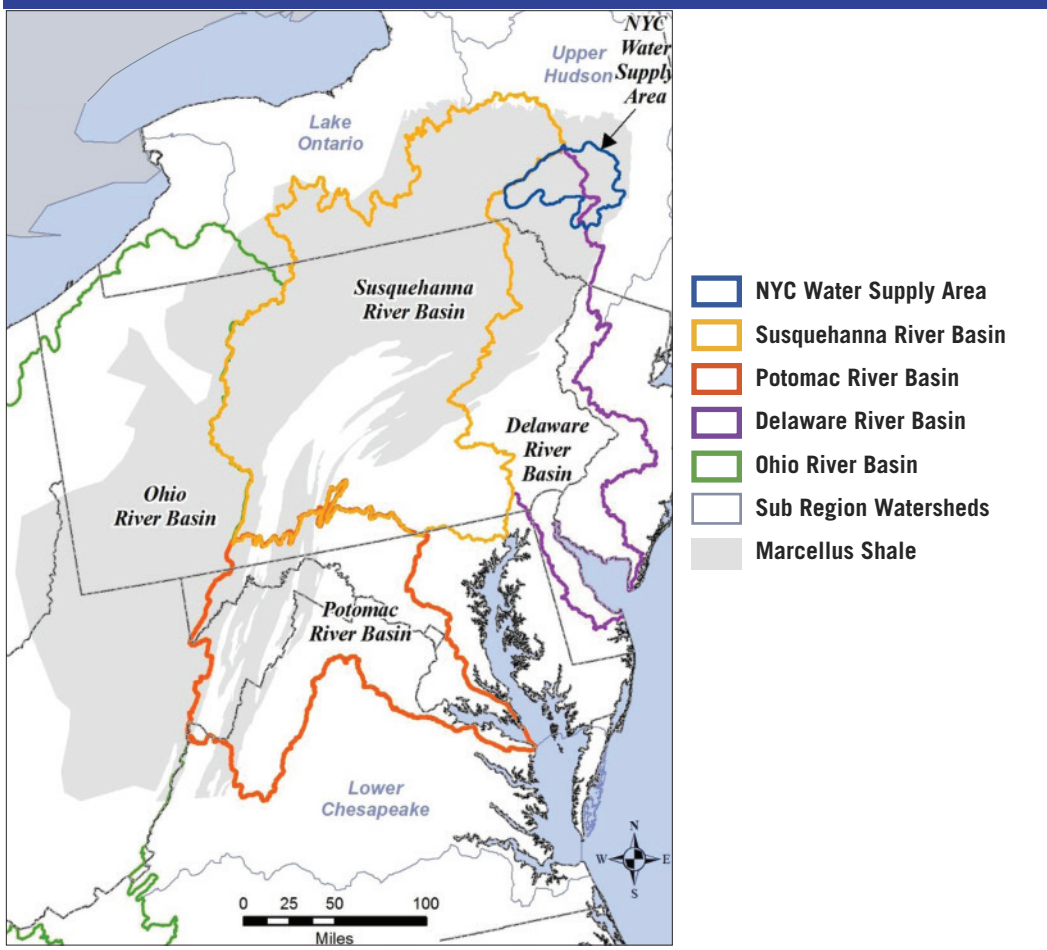 NYC
Water
Supply
Area
Upper
Hudson
Lake
Ontario
Susquehanna
River Basin
Delaware
River
Basin
Ohio
River Basin
Potomac
River Basin
Lower
Chesapeake
N
W
E
S
0 25 50 100
Miles
NYC Water Supply Area
Susquehanna River Basin
Potomac River Basin
Delaware River Basin
Ohio River Basin
Sub Region Watersheds
Marcellus Shale